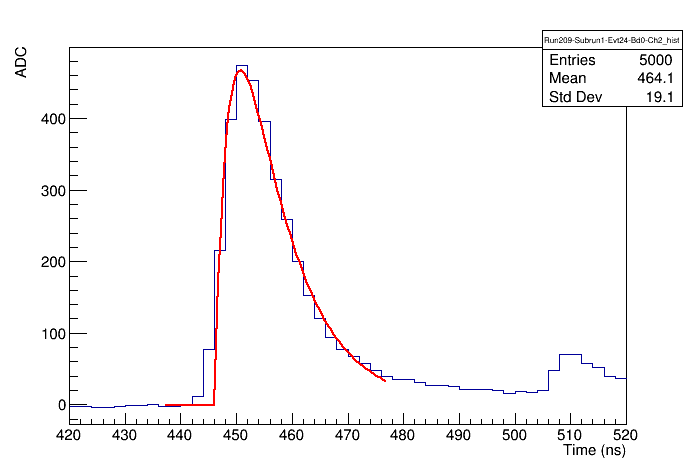 Run209-Subrun1-Evt24-Bd0-Ch2_hist
Entries 5000
Mean 464.1
Std Dev 19.1
ADC
400
300
200
100
0
420 430 440 450 460 470 480 490 500 510 520
Time (ns)